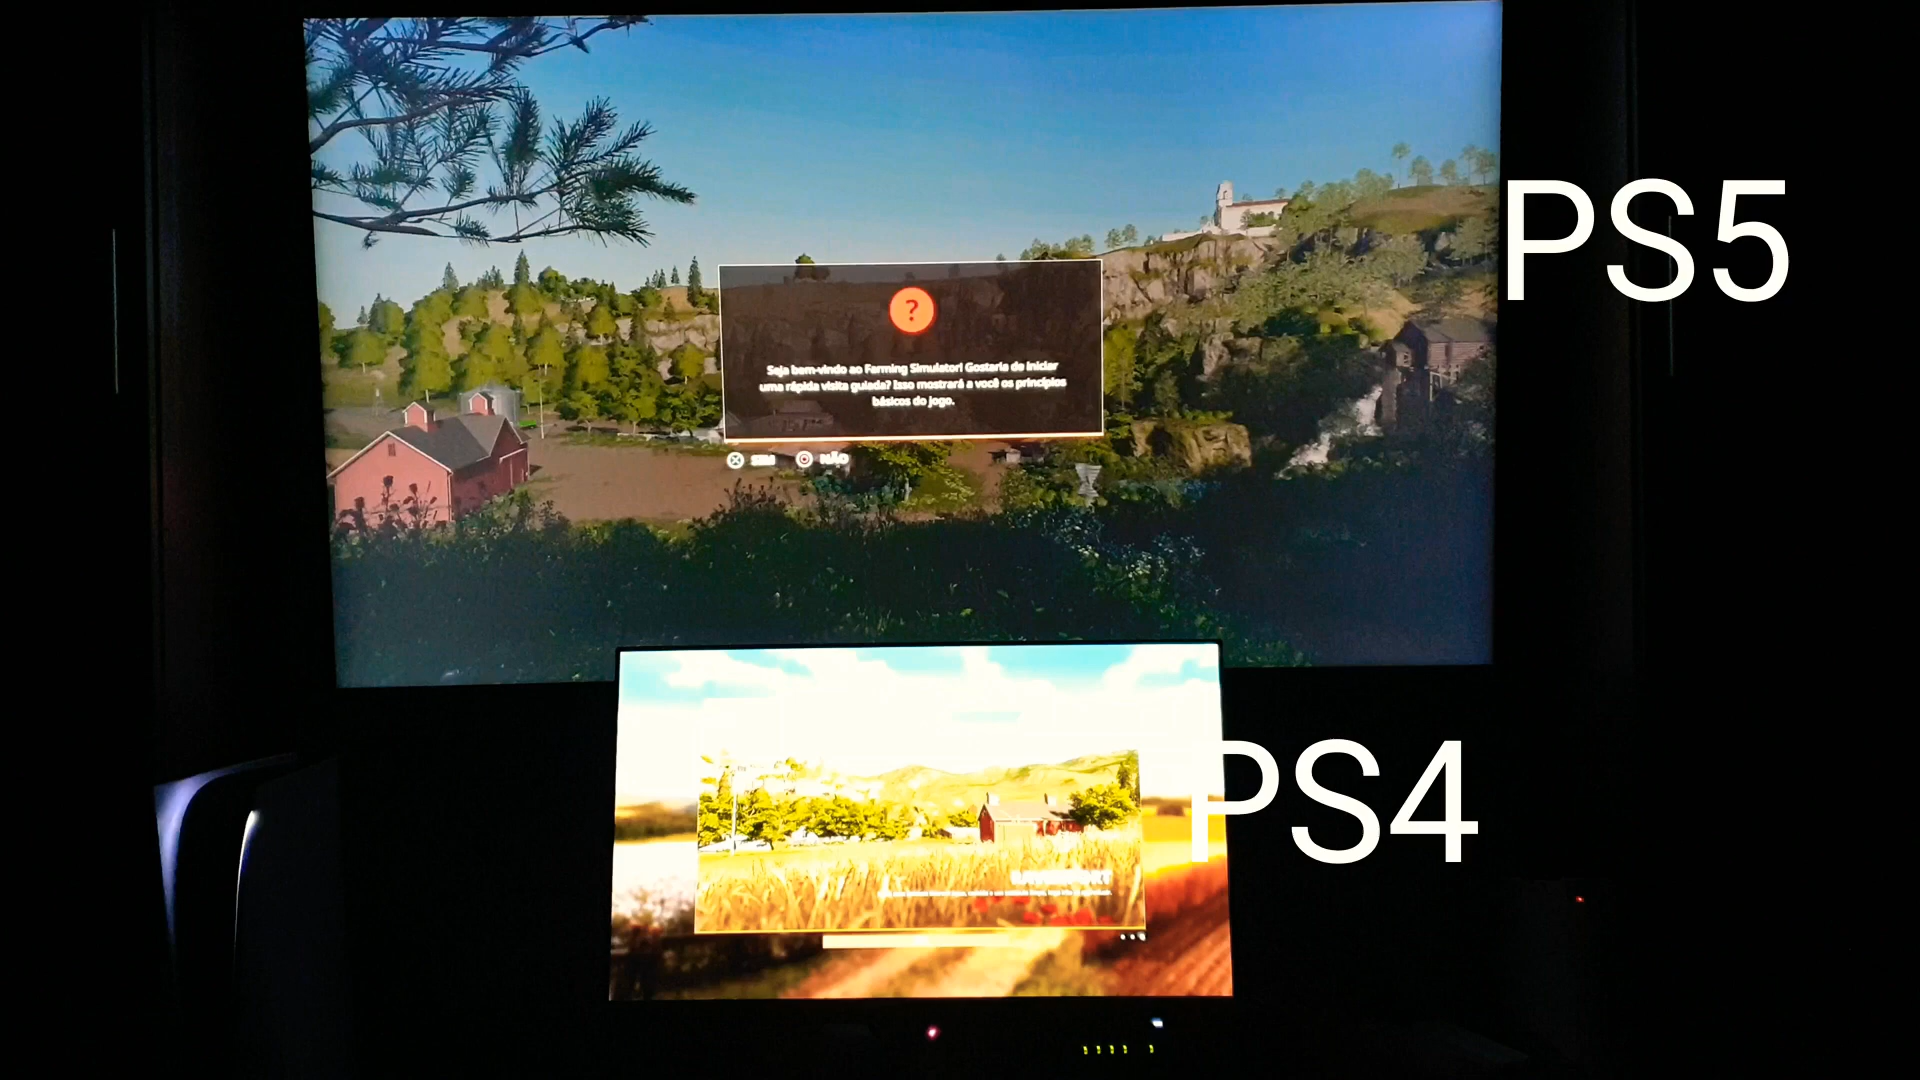 PS5
?
Seja bem-vindo ao Farming Simulator! Gostaria de iniciar
uma rápida visita guiada? Isso mostrará a você os princípios
básicos do jogo.
SIM NÃO
PS4